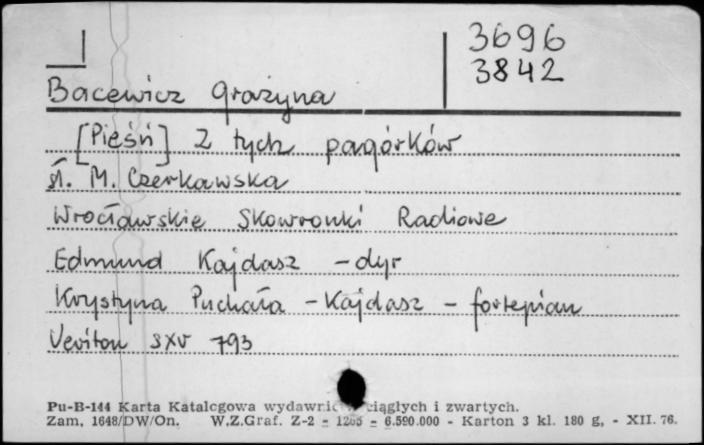 3696
3842
Bacewicz Grażyna
[Pieśń] Z tych pagórków
sł. M. Czerkawska
Wrocławskie Skowronki Radiowe
Edmund Kajdasz - dyr
Krystyna Puchała - Kajdasz - fortepian
Veriton SXV 793
Pu-B-144 Karta Katalogowa wydawnic ciągłych i zwartych.
Zam. 1648/DW/On. W.Z.Graf. Z-2 - 1265 - 6.590.000 - Karton 3 kl. 180 g, - XII. 76.